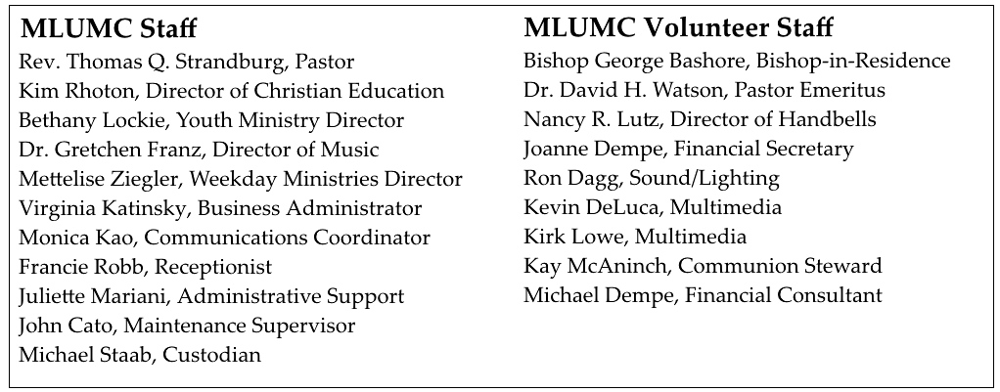 MLUMC Staff
Rev. Thomas Q. Strandburg, Pastor
Kim Rhoton, Director of Christian Education
Bethany Lockie, Youth Ministry Director
Dr. Gretchen Franz, Director of Music
Mettelise Ziegler, Weekday Ministries Director
Virginia Katinsky, Business Administrator
Monica Kao, Communications Coordinator
Francie Robb, Receptionist
Juliette Mariani, Administrative Support
John Cato, Maintenance Supervisor
Michael Staab, Custodian
MLUMC Volunteer Staff
Bishop George Bashore, Bishop-in-Residence
Dr. David H. Watson, Pastor Emeritus
Nancy R. Lutz, Director of Handbells
Joanne Dempe, Financial Secretary
Ron Dagg, Sound/Lighting
Kevin DeLuca, Multimedia
Kirk Lowe, Multimedia
Kay McAninch, Communion Steward
Michael Dempe, Financial Consultant